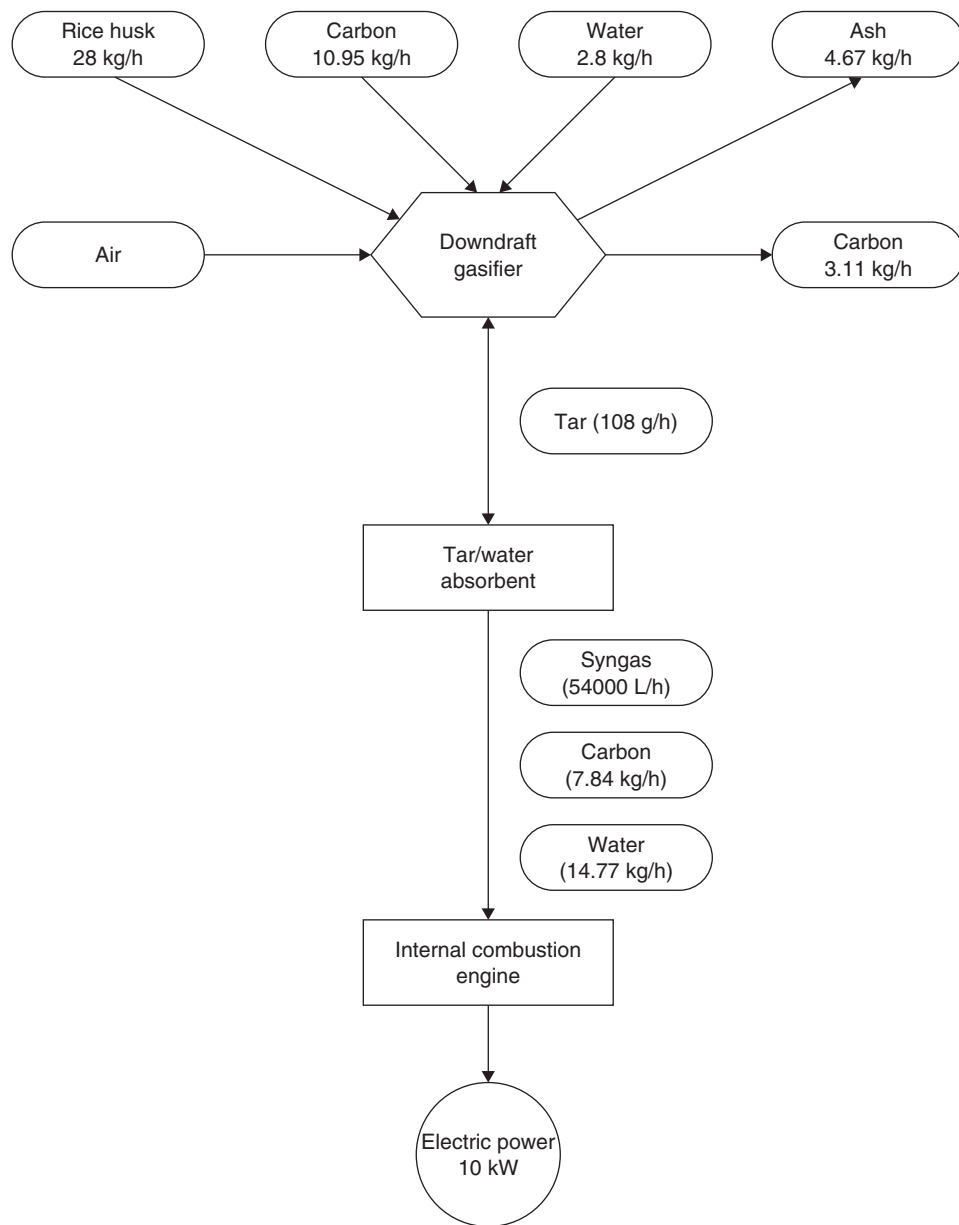 Rice husk
28 kg/h
Carbon
10.95 kg/h
Water
2.8 kg/h
Ash
4.67 kg/h
Air
Downdraft
gasifier
Carbon
3.11 kg/h
Tar (108 g/h)
Tar/water
absorbent
Syngas
(54000 L/h)
Carbon
(7.84 kg/h)
Water
(14.77 kg/h)
Internal combustion
engine
Electric power
10 kW